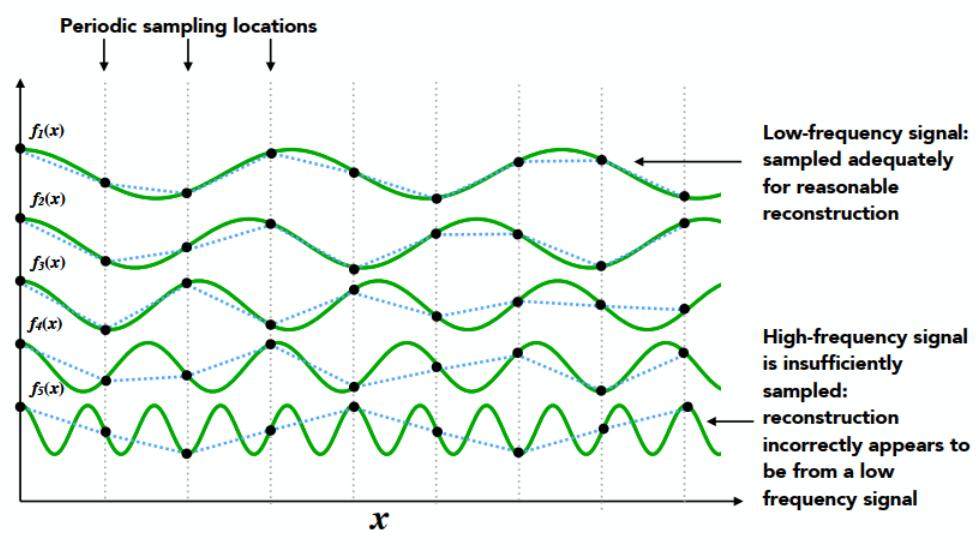 Periodic sampling locations
f₁(x)
f₂(x)
f₃(x)
f₄(x)
f₅(x)
Low-frequency signal:
sampled adequately
for reasonable
reconstruction
High-frequency signal
is insufficiently
sampled:
reconstruction
incorrectly appears to
be from a low
frequency signal
x